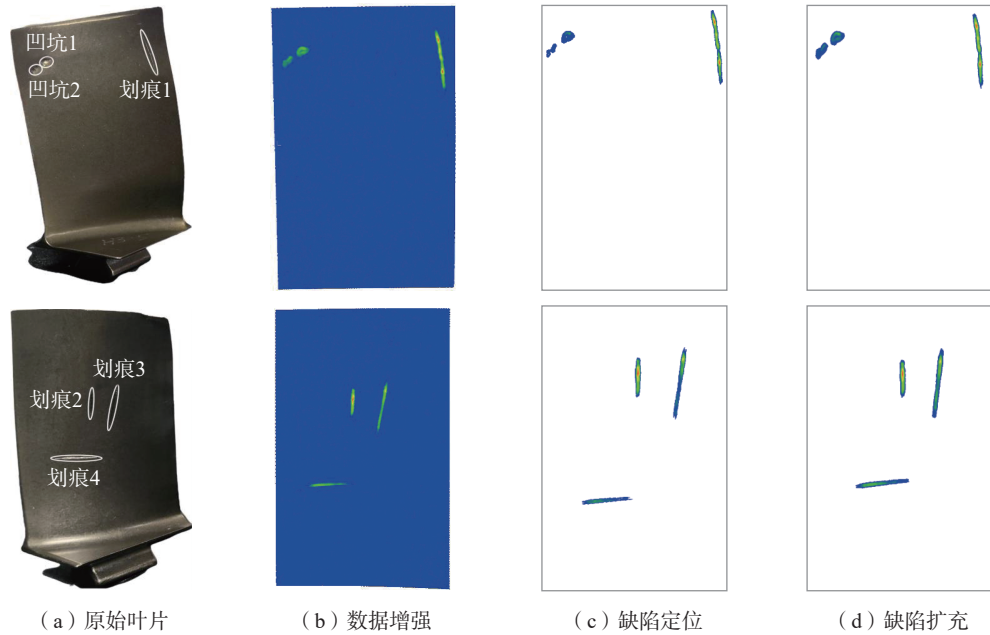 凹坑1
凹坑2
划痕1
划痕3
划痕2
划痕4
（a）原始叶片
（b）数据增强
（c）缺陷定位
（d）缺陷扩充